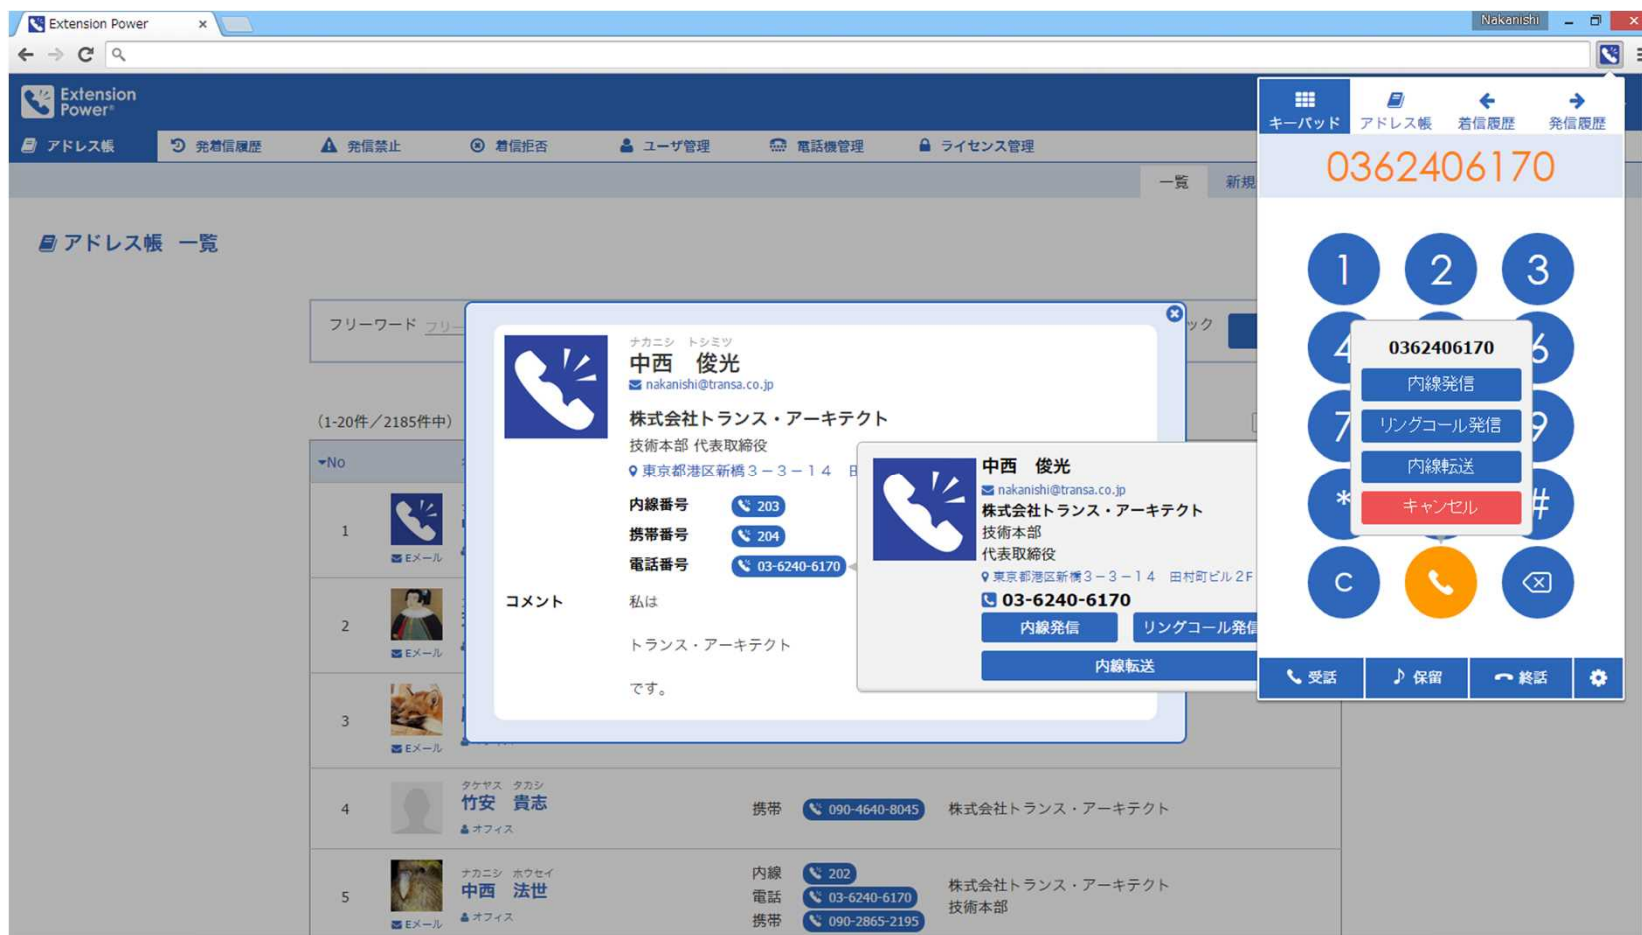 Extension Power
Nakanishi
Extension
Power®
アドレス帳
発着信履歴
発信禁止
着信拒否
ユーザ管理
電話機管理
ライセンス管理
一覧
新規
アドレス帳 一覧
フリーワード
(1-20件／2185件中)
No
1
Eメール
2
Eメール
3
Eメール
4
タケヤス タカシ
竹安 貴志
オフィス
携帯
090-4640-8045
株式会社トランス・アーキテクト
5
Eメール
ナカニシ ホウセイ
中西 法世
オフィス
内線
202
電話
03-6240-6170
携帯
090-2865-2195
株式会社トランス・アーキテクト
技術本部
ナカニシ トシミツ
中西 俊光
nakanishi@transa.co.jp
株式会社トランス・アーキテクト
技術本部 代表取締役
東京都港区新橋３－３－１４
内線番号
203
携帯番号
204
電話番号
03-6240-6170
コメント
私は
トランス・アーキテクト
です。
中西 俊光
nakanishi@transa.co.jp
株式会社トランス・アーキテクト
技術本部
代表取締役
東京都港区新橋３－３－１４ 田村町ビル２F
03-6240-6170
内線発信
リングコール発信
内線転送
キーパッド
アドレス帳
着信履歴
発信履歴
0362406170
1
2
3
4
6
7
9
*
#
C
0362406170
内線発信
リングコール発信
内線転送
キャンセル
受話
保留
終話